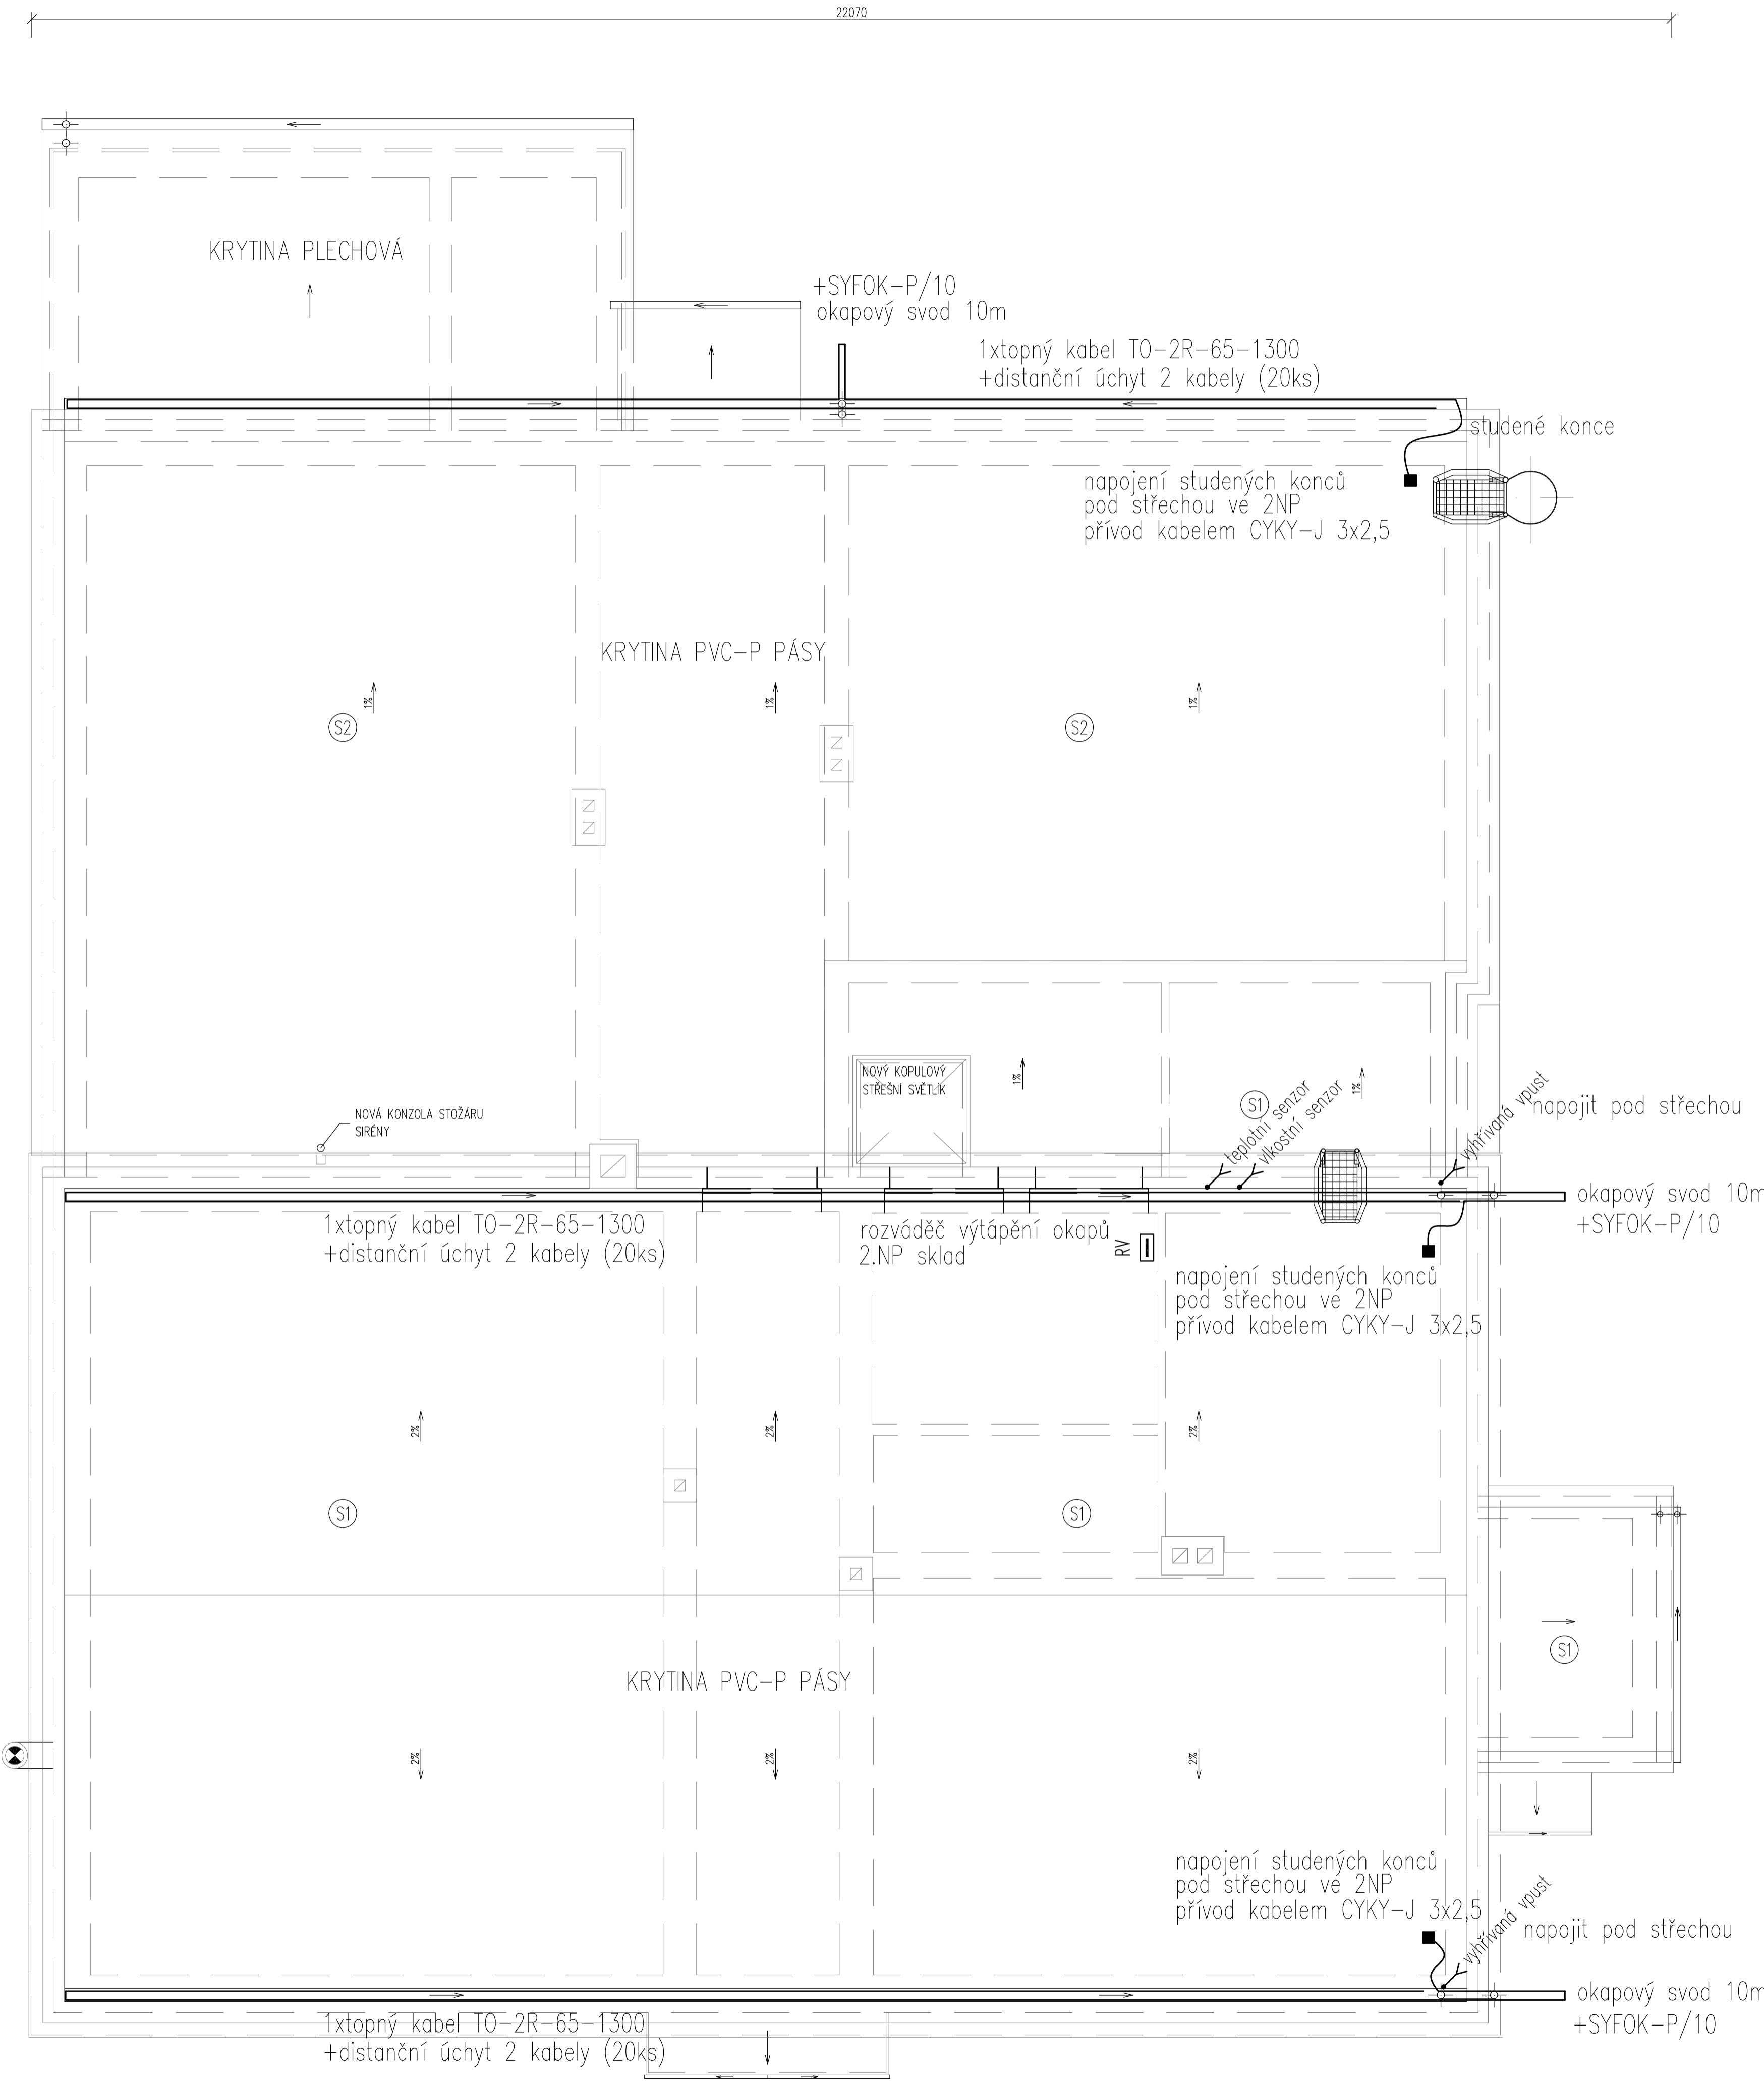 22070
KRYTINA PLECHOVÁ
+SYFOK-P/10
okapový svod 10m
1xtopný kabel TO-2R-65-1300
+distanční úchyt 2 kabely (20ks)
studené konce
napojení studených konců
pod střechou ve 2NP
přívod kabelem CYKY-J 3x2,5
KRYTINA PVC-P PÁSY
1%
1%
1%
S2
S2
NOVÝ KOPULOVÝ
STŘEŠNÍ SVĚTLÍK
1%
1%
S1
teplotní senzor
vlkostní senzor
vyhřívaná vpust
napojit pod střechou
NOVÁ KONZOLA STOŽÁRU
SIRÉNY
okapový svod 10m
+SYFOK-P/10
1xtopný kabel TO-2R-65-1300
+distanční úchyt 2 kabely (20ks)
rozváděč výtápění okapů
2.NP sklad
RV
napojení studených konců
pod střechou ve 2NP
přívod kabelem CYKY-J 3x2,5
2%
2%
2%
S1
S1
S1
KRYTINA PVC-P PÁSY
2%
2%
2%
napojení studených konců
pod střechou ve 2NP
přívod kabelem CYKY-J 3x2,5
vyhřívaná vpust
napojit pod střechou
okapový svod 10m
+SYFOK-P/10
1xtopný kabel TO-2R-65-1300
+distanční úchyt 2 kabely (20ks)